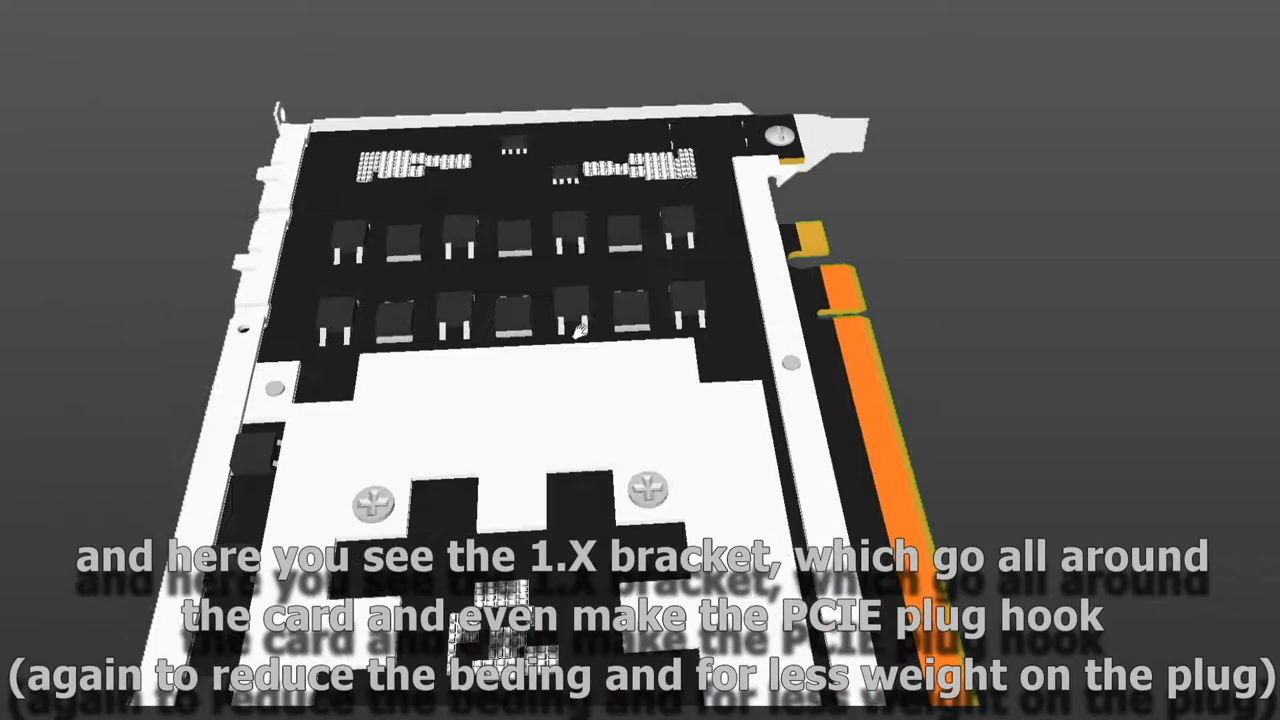 and here you see the 1.X bracket, which go all around
the card and even make the PCIE plug hook
(again to reduce the beding and for less weight on the plug)